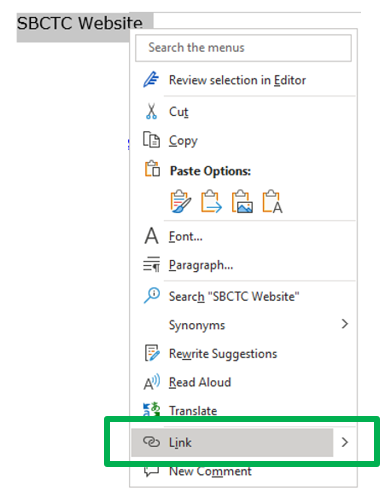 SBCTC Website
Search the menus
Review selection in Editor
Cut
Copy
Paste Options:
Font...
Paragraph...
Search "SBCTC Website"
Synonyms
Rewrite Suggestions
Read Aloud
Translate
Link
New Comment